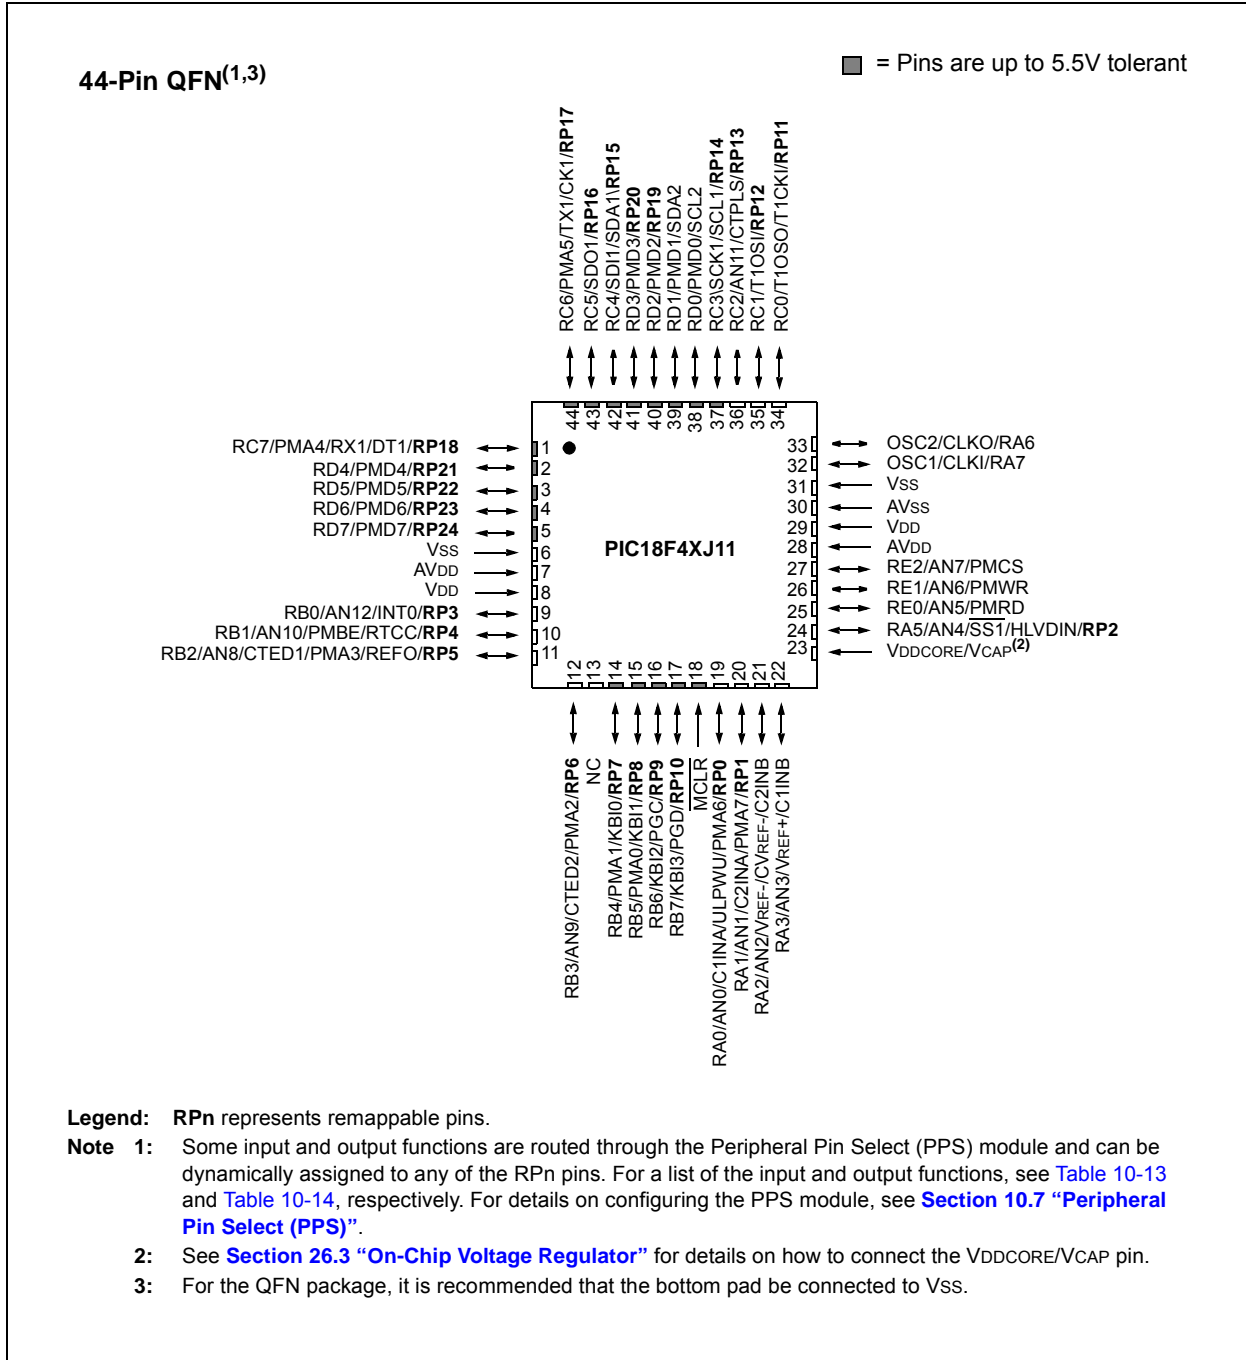 44-Pin QFN(1,3)
= Pins are up to 5.5V tolerant
RC6/PMA5/TX1/CK1/RP17
RC5/SDO1/RP16
RC4/SDI1/SDA1\RP15
RD3/PMD3/RP20
RD2/PMD2/RP19
RD1/PMD1/SDA2
RD0/PMD0/SCL2
RC3\SCK1/SCL1/RP14
RC2/AN11/CTPLS/RP13
RC1/T1OSI/RP12
RC0/T1OSO/T1CKI/RP11
44 43 42 41 40 39 38 37 36 35 34
RC7/PMA4/RX1/DT1/RP18 1
RD4/PMD4/RP21 2
RD5/PMD5/RP22 3
RD6/PMD6/RP23 4
RD7/PMD7/RP24 5
VSS 6
AVDD 7
VDD 8
RB0/AN12/INT0/RP3 9
RB1/AN10/PMBE/RTCC/RP4 10
RB2/AN8/CTED1/PMA3/REFO/RP5 11
PIC18F4XJ11
33 OSC2/CLKO/RA6
32 OSC1/CLKI/RA7
31 VSS
30 AVSS
29 VDD
28 AVDD
27 RE2/AN7/PMCS
26 RE1/AN6/PMWR
25 RE0/AN5/PMRD
24 RA5/AN4/SS1/HLVDIN/RP2
23 VDDCORE/VCAP(2)
12 13 14 15 16 17 18 19 20 21 22
RB3/AN9/CTED2/PMA2/RP6
NC
RB4/PMA1/KBI0/RP7
RB5/PMA0/KBI1/RP8
RB6/KBI2/PGC/RP9
RB7/KBI3/PGD/RP10
MCLR
RA0/AN0/C1INA/ULPWU/PMA6/RP0
RA1/AN1/C2INA/PMA7/RP1
RA2/AN2/VREF-/CVREF-/C2INB
RA3/AN3/VREF+/C1INB
Legend: RPn represents remappable pins.
Note 1: Some input and output functions are routed through the Peripheral Pin Select (PPS) module and can be
dynamically assigned to any of the RPn pins. For a list of the input and output functions, see Table 10-13
and Table 10-14, respectively. For details on configuring the PPS module, see Section 10.7 “Peripheral
Pin Select (PPS)”.
2: See Section 26.3 “On-Chip Voltage Regulator” for details on how to connect the VDDCORE/VCAP pin.
3: For the QFN package, it is recommended that the bottom pad be connected to VSS.